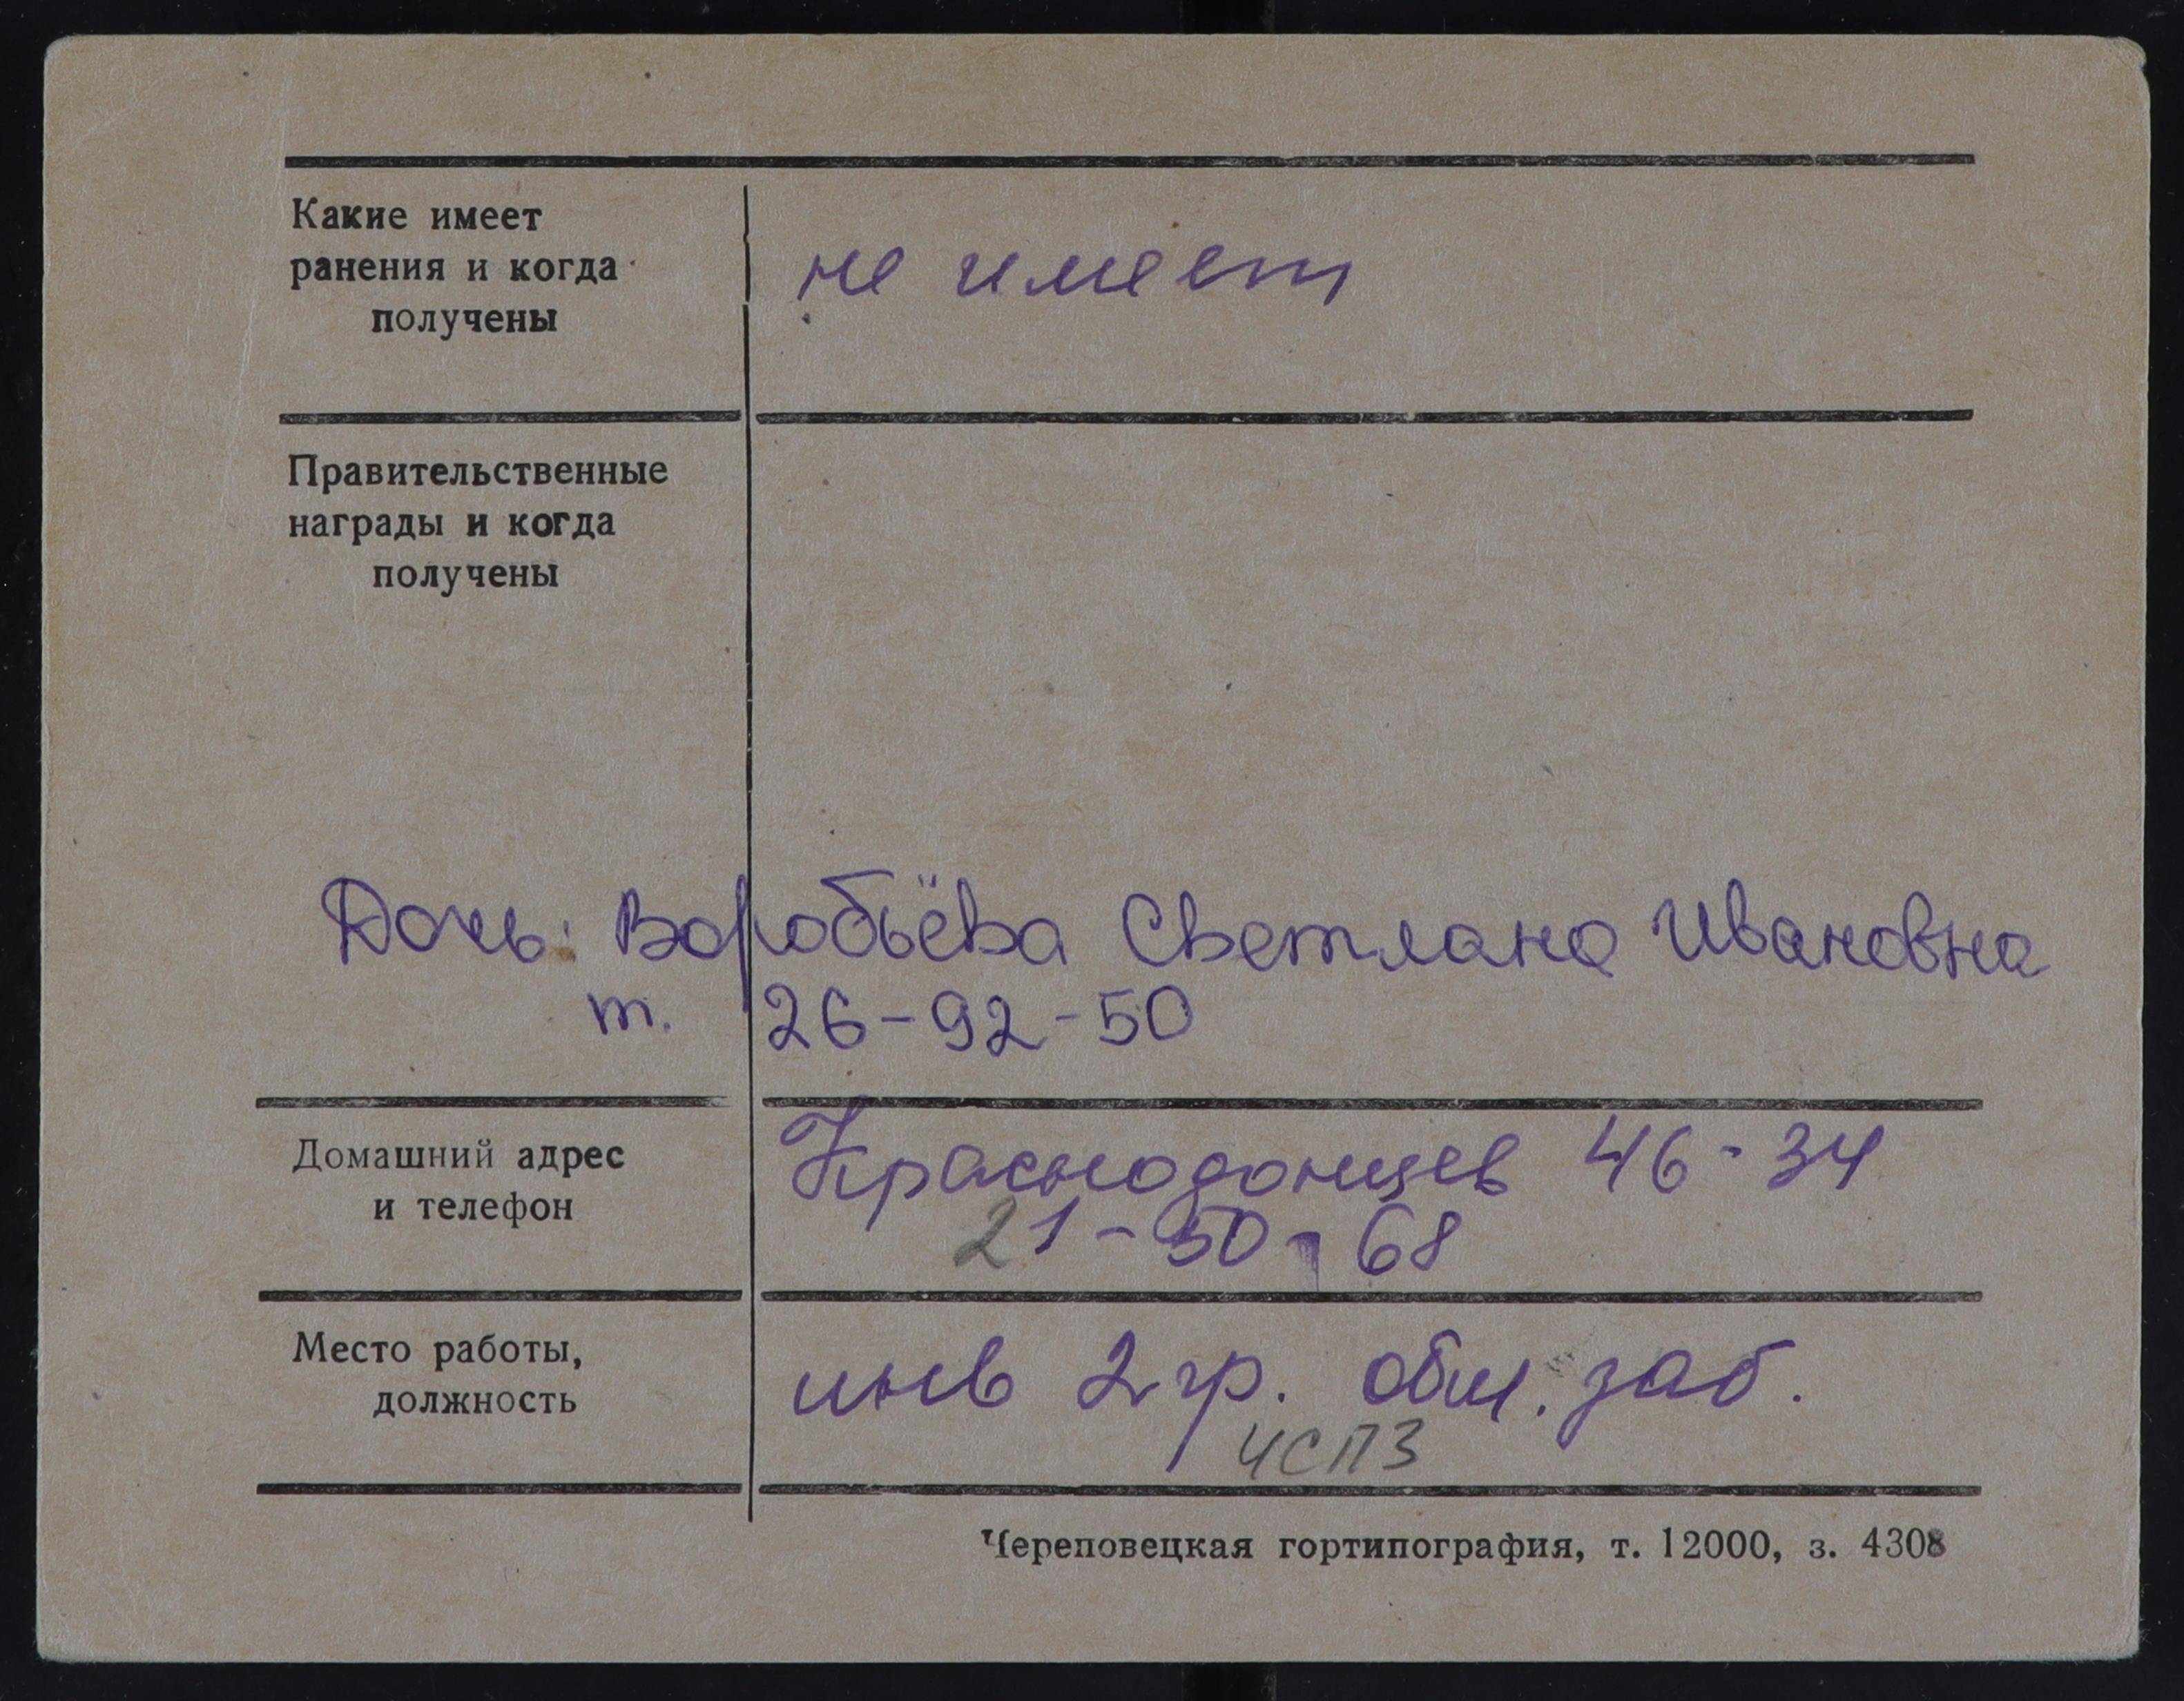 Какие имеет
ранения и когда
получены
не имеет
Правительственные
награды и когда
получены
Дочь: Воробьёва Светлана Ивановна
т. 26-92-50
Домашний адрес
и телефон
Краснодонцев 46-34
21-50-68
Место работы,
должность
инв 2 гр. общ. заб.
ЧСПЗ
Череповецкая гортипография, т. 12000, з. 4308